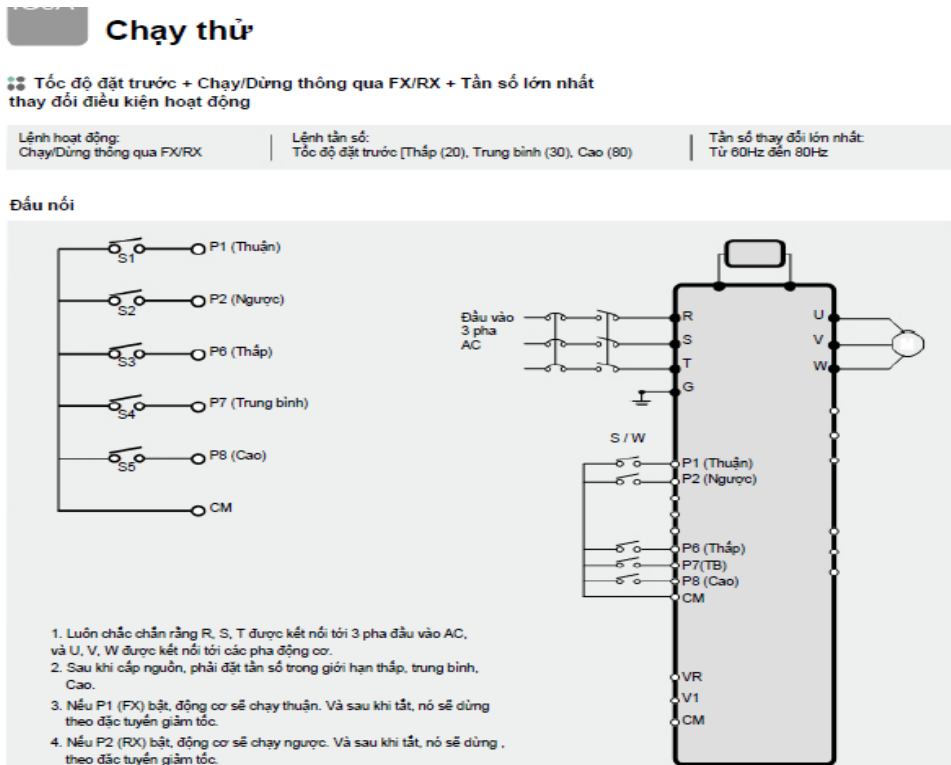 Chạy thử
Tốc độ đặt trước + Chạy/Dừng thông qua FX/RX + Tần số lớn nhất
thay đổi điều kiện hoạt động
Lệnh hoạt động:
Chạy/Dừng thông qua FX/RX
Lệnh tần số:
Tốc độ đặt trước [Thấp (20), Trung bình (30), Cao (80)
Tần số thay đổi lớn nhất:
Từ 60Hz đến 80Hz
Đấu nối
S1
P1 (Thuận)
S2
P2 (Ngược)
S3
P6 (Thấp)
S4
P7 (Trung bình)
S5
P8 (Cao)
CM
Đầu vào
3 pha
AC
R
S
T
G
U
V
W
S / W
P1 (Thuận)
P2 (Ngược)
P6 (Thấp)
P7(TB)
P8 (Cao)
CM
VR
V1
CM
1. Luôn chắc chắn rằng R, S, T được kết nối tới 3 pha đầu vào AC,
và U, V, W được kết nối tới các pha động cơ.
2. Sau khi cấp nguồn, phải đặt tần số trong giới hạn thấp, trung bình,
Cao.
3. Nếu P1 (FX) bật, động cơ sẽ chạy thuận. Và sau khi tắt, nó sẽ dừng
theo đặc tuyến giảm tốc.
4. Nếu P2 (RX) bật, động cơ sẽ chạy ngược. Và sau khi tắt, nó sẽ dừng ,
theo đặc tuyến giảm tốc.